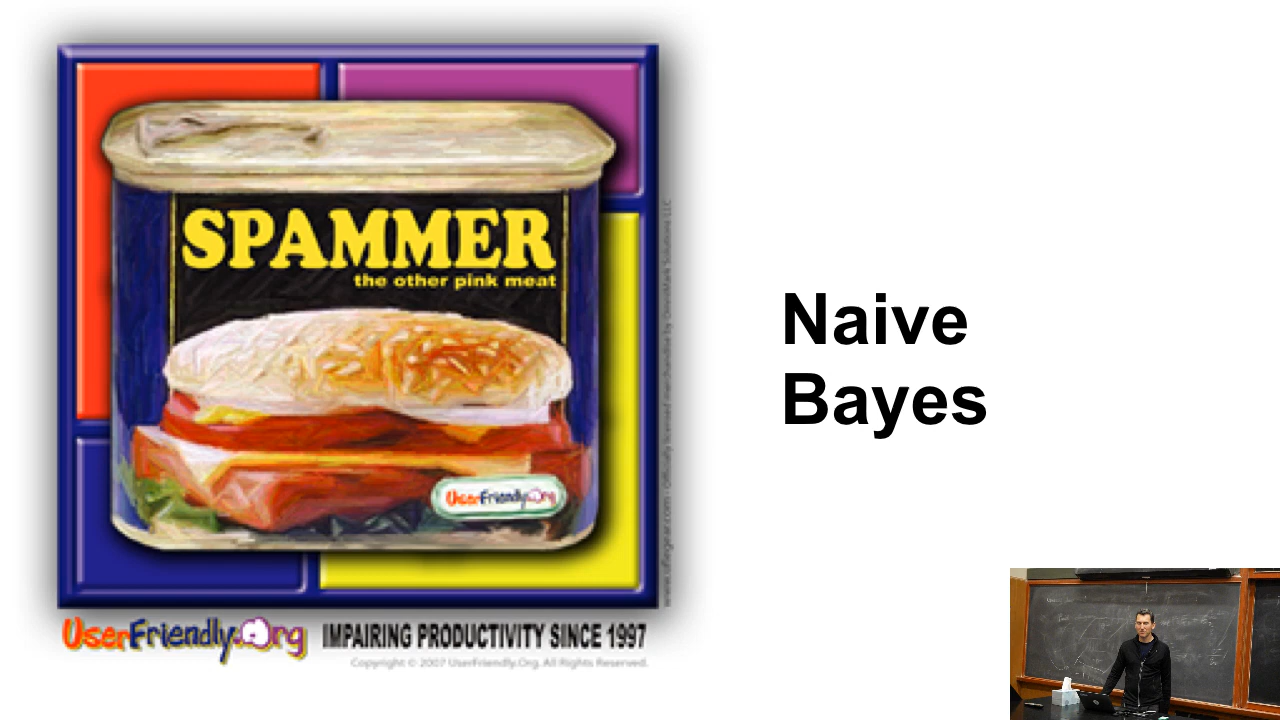 SPAMMER
the other pink meat
UserFriendly.Org
UserFriendly.Org
IMPAIRING PRODUCTIVITY SINCE 1997
Copyright © 2007 UserFriendly.Org. All Rights Reserved.
Naive
Bayes